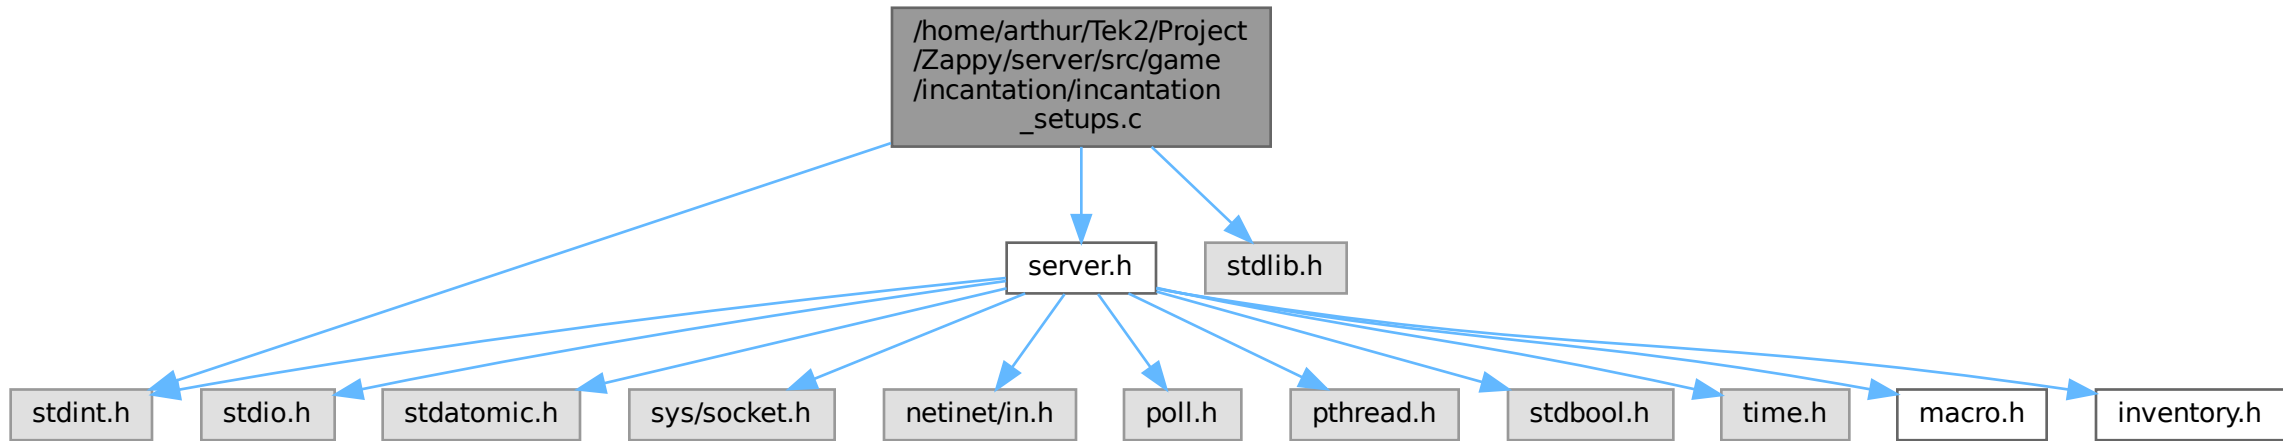 /home/arthur/Tek2/Project
/Zappy/server/src/game
/incantation/incantation
_setups.c
server.h
stdlib.h
stdint.h
stdio.h
stdatomic.h
sys/socket.h
netinet/in.h
poll.h
pthread.h
stdbool.h
time.h
macro.h
inventory.h